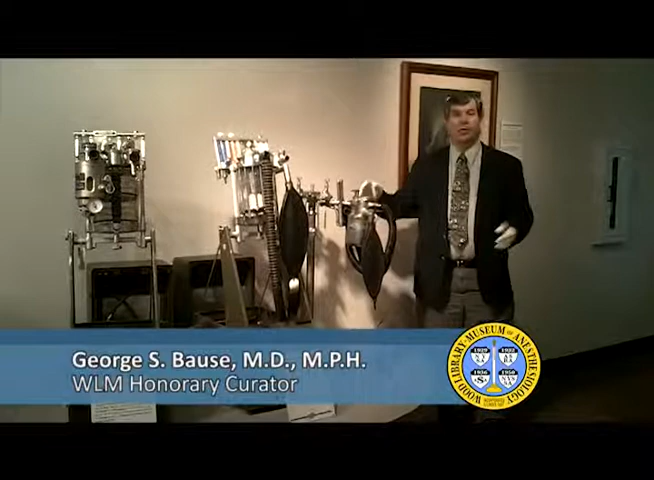 George S. Bause, M.D., M.P.H.
WLM Honorary Curator
WOOD LIBRARY-MUSEUM OF ANESTHESIOLOGY